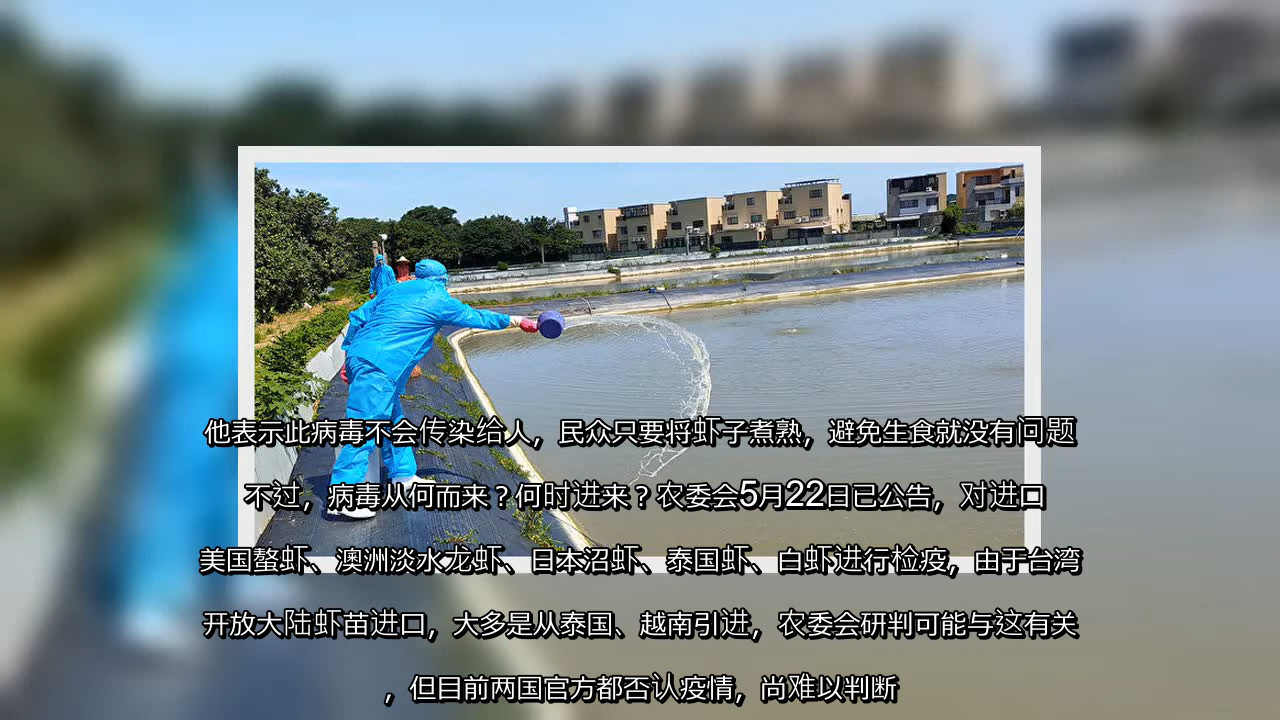 他表示此病毒不会传染给人，民众只要将虾子煮熟，避免生食就没有问题
不过，病毒从何而来？何时进来？农委会5月22日已公告，对进口
美国螯虾、澳洲淡水龙虾、日本沼虾、泰国虾、白虾进行检疫，由于台湾
开放大陆虾苗进口，大多是从泰国、越南引进，农委会研判可能与这有关
，但目前两国官方都否认疫情，尚难以判断